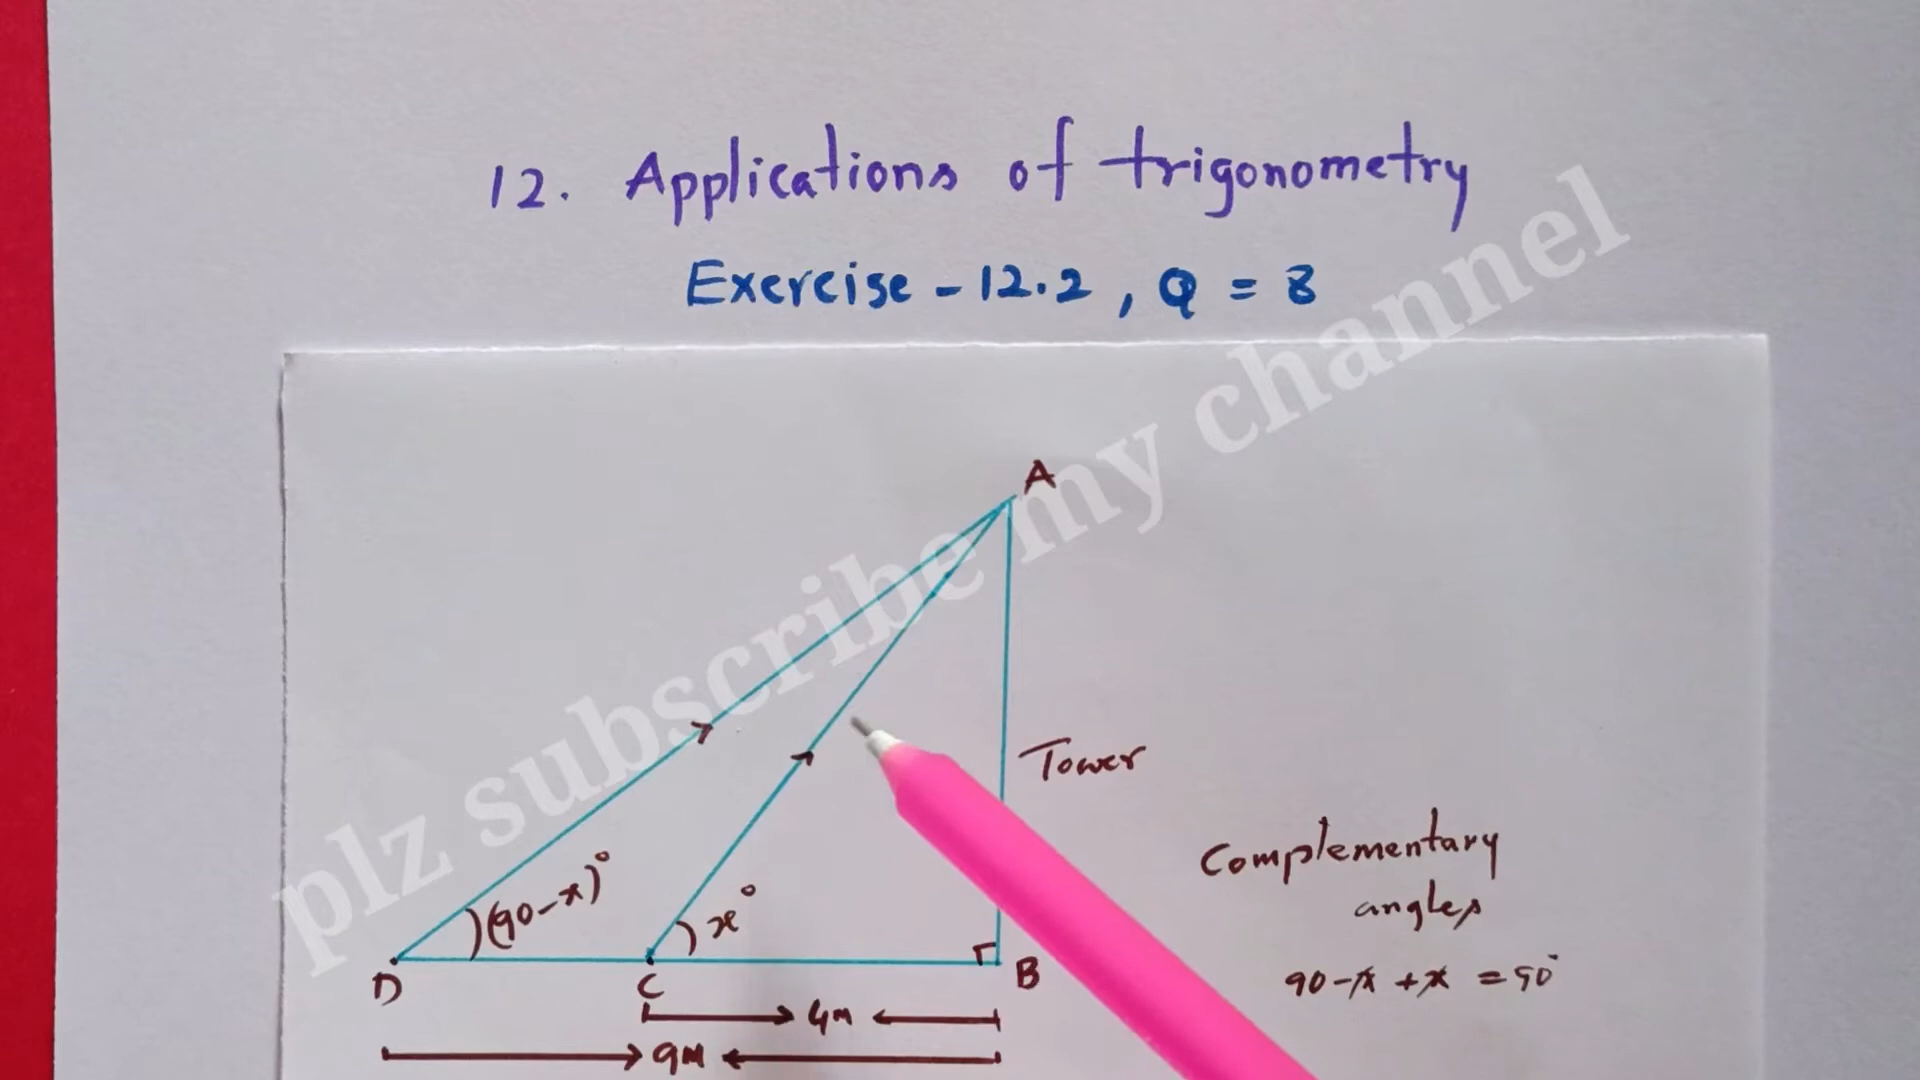 12. Applications of trigonometry
Exercise - 12.2, Q = 8
plz subscribe my channel
A
Tower
(90-x)°
x°
Complementary
angles
90-x + x = 90°
D
C
B
4m
9M